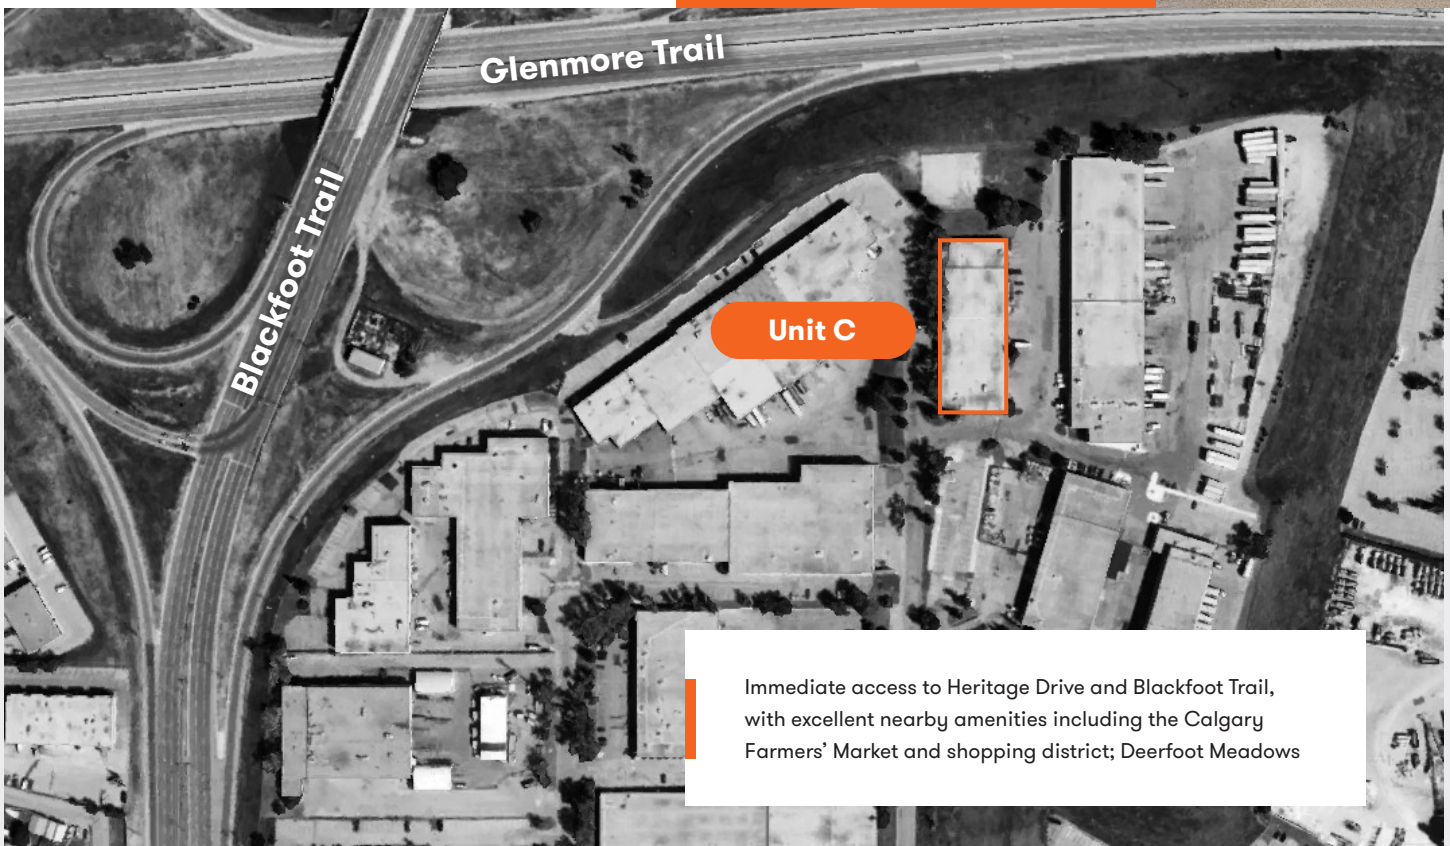 Glenmore Trail
Blackfoot Trail
Unit C
Immediate access to Heritage Drive and Blackfoot Trail,
with excellent nearby amenities including the Calgary
Farmers’ Market and shopping district; Deerfoot Meadows